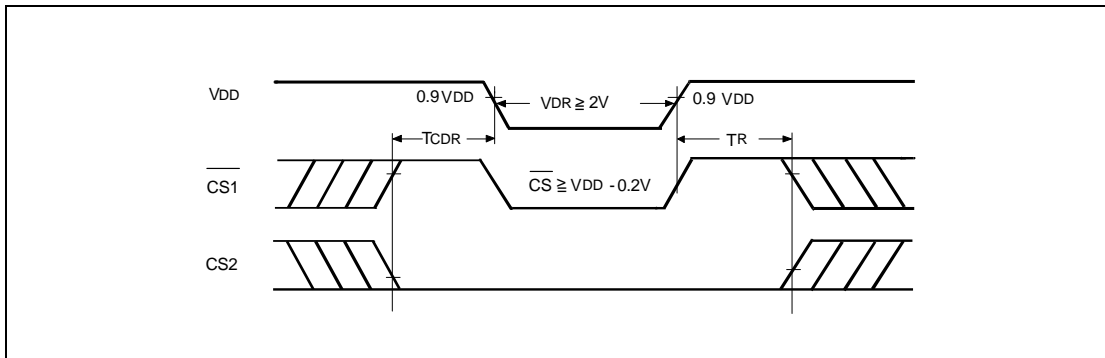 VDD
0.9 VDD
VDR ≧ 2V
0.9 VDD
TCDR
TR
CS1
CS ≧ VDD - 0.2V
CS2